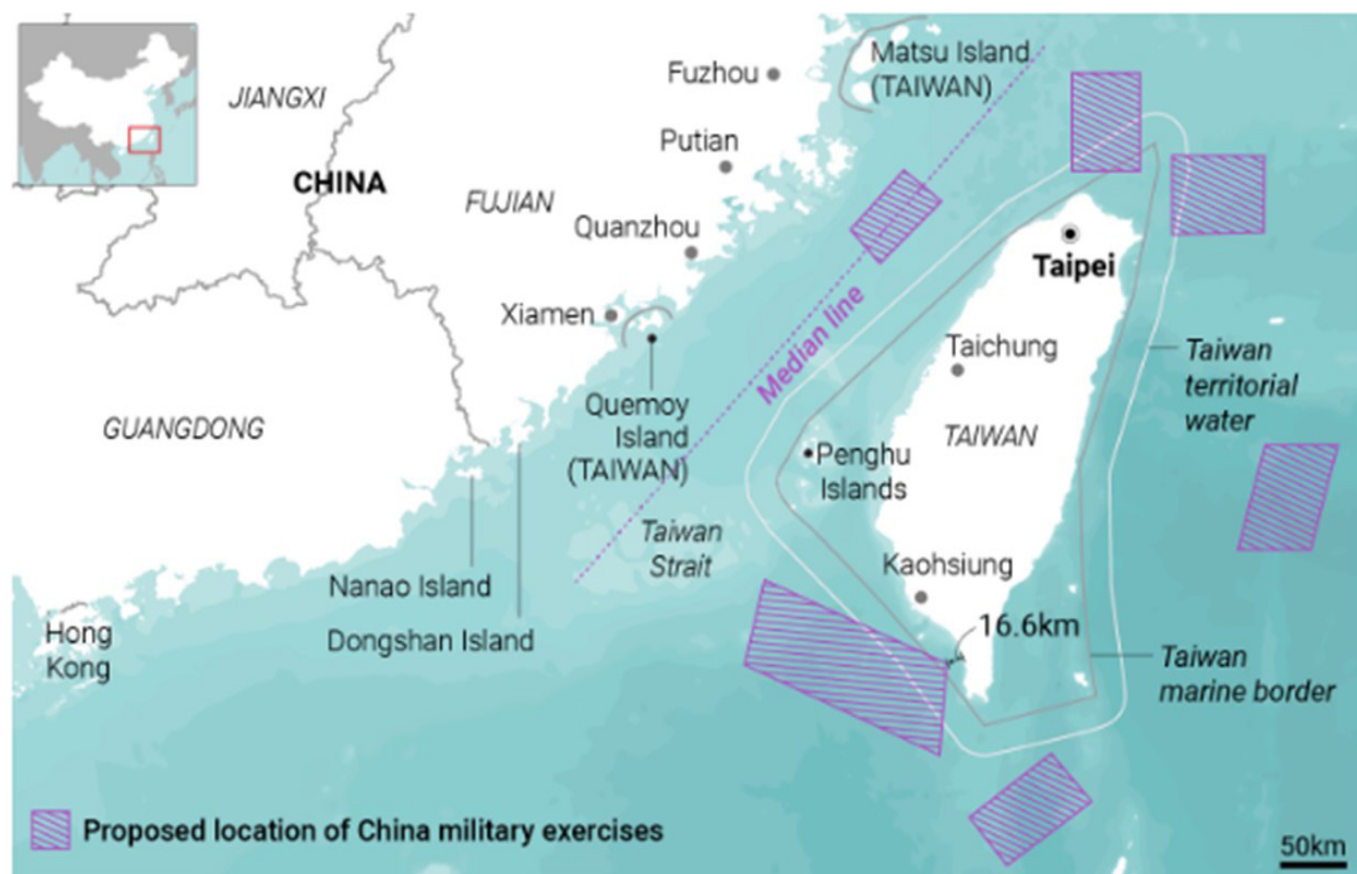 Matsu Island
(TAIWAN)
Fuzhou
JIANGXI
Putian
CHINA
FUJIAN
Quanzhou
Taipei
Xiamen
Median line
Taichung
Taiwan
territorial
water
Quemoy
Island
(TAIWAN)
GUANGDONG
TAIWAN
Penghu
Islands
Taiwan
Strait
Kaohsiung
Nanao Island
16.6km
Hong
Kong
Dongshan Island
Taiwan
marine border
Proposed location of China military exercises
50km